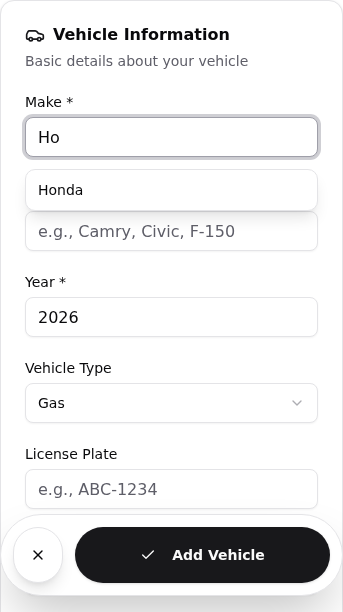 Vehicle Information
Basic details about your vehicle
Make *
Ho
Honda
e.g., Camry, Civic, F-150
Year *
2026
Vehicle Type
Gas
License Plate
e.g., ABC-1234
Add Vehicle